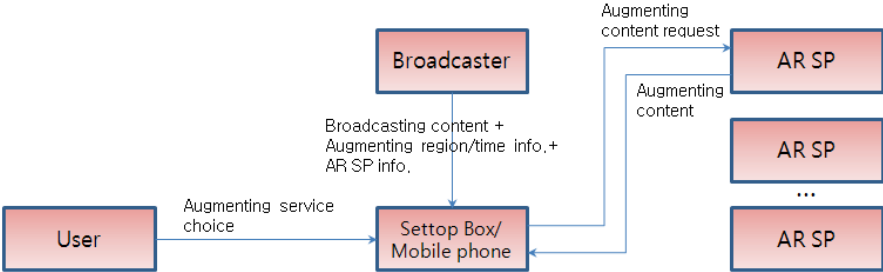 Augmenting
content request
Broadcaster
AR SP
Augmenting
content
Broadcasting content +
Augmenting region/time info.+
AR SP info.
AR SP
...
Augmenting service
choice
User
Settop Box/
Mobile phone
AR SP